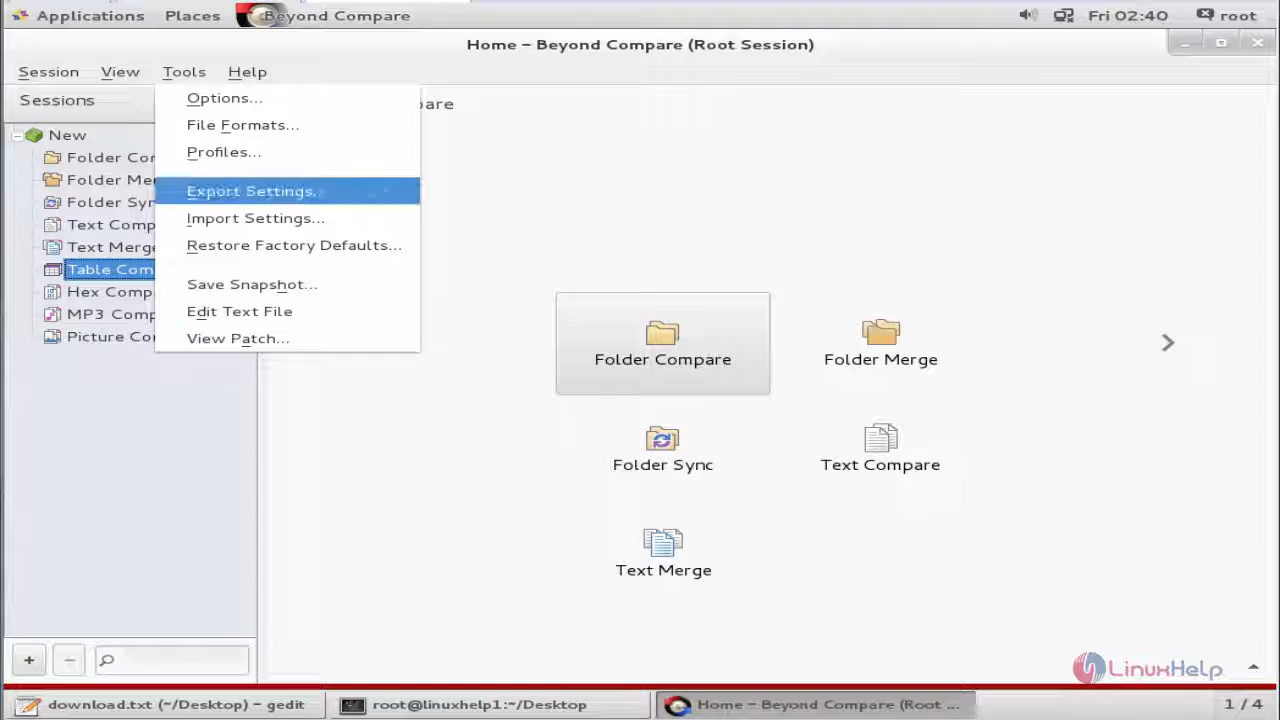 Applications Places Beyond Compare Fri 02:40 root
Home - Beyond Compare (Root Session)
Session View Tools Help
Sessions
Options...
File Formats...
Profiles...
Export Settings.
Import Settings...
Restore Factory Defaults...
Save Snapshot...
Edit Text File
View Patch...
New
Folder Co
Folder Me
Folder Syn
Text Comp
Text Merge
Table Com
Hex Comp
MP3 Comp
Picture Co
are
Folder Compare
Folder Merge
Folder Sync
Text Compare
Text Merge
LinuxHelp
download.txt (~/Desktop) - gedit
root@linuxhelp1:~/Desktop
Home - Beyond Compare (Root ...
1 / 4